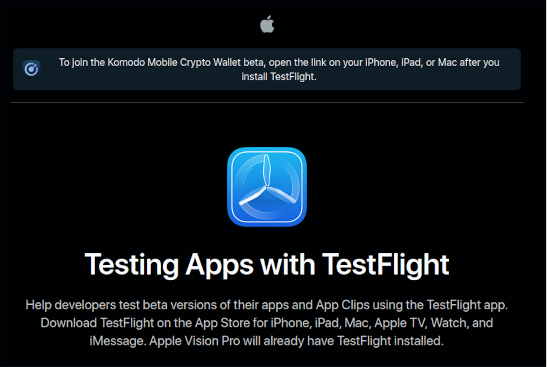 To join the Komodo Mobile Crypto Wallet beta, open the link on your iPhone, iPad, or Mac after you
install TestFlight.
Testing Apps with TestFlight
Help developers test beta versions of their apps and App Clips using the TestFlight app.
Download TestFlight on the App Store for iPhone, iPad, Mac, Apple TV, Watch, and
iMessage. Apple Vision Pro will already have TestFlight installed.